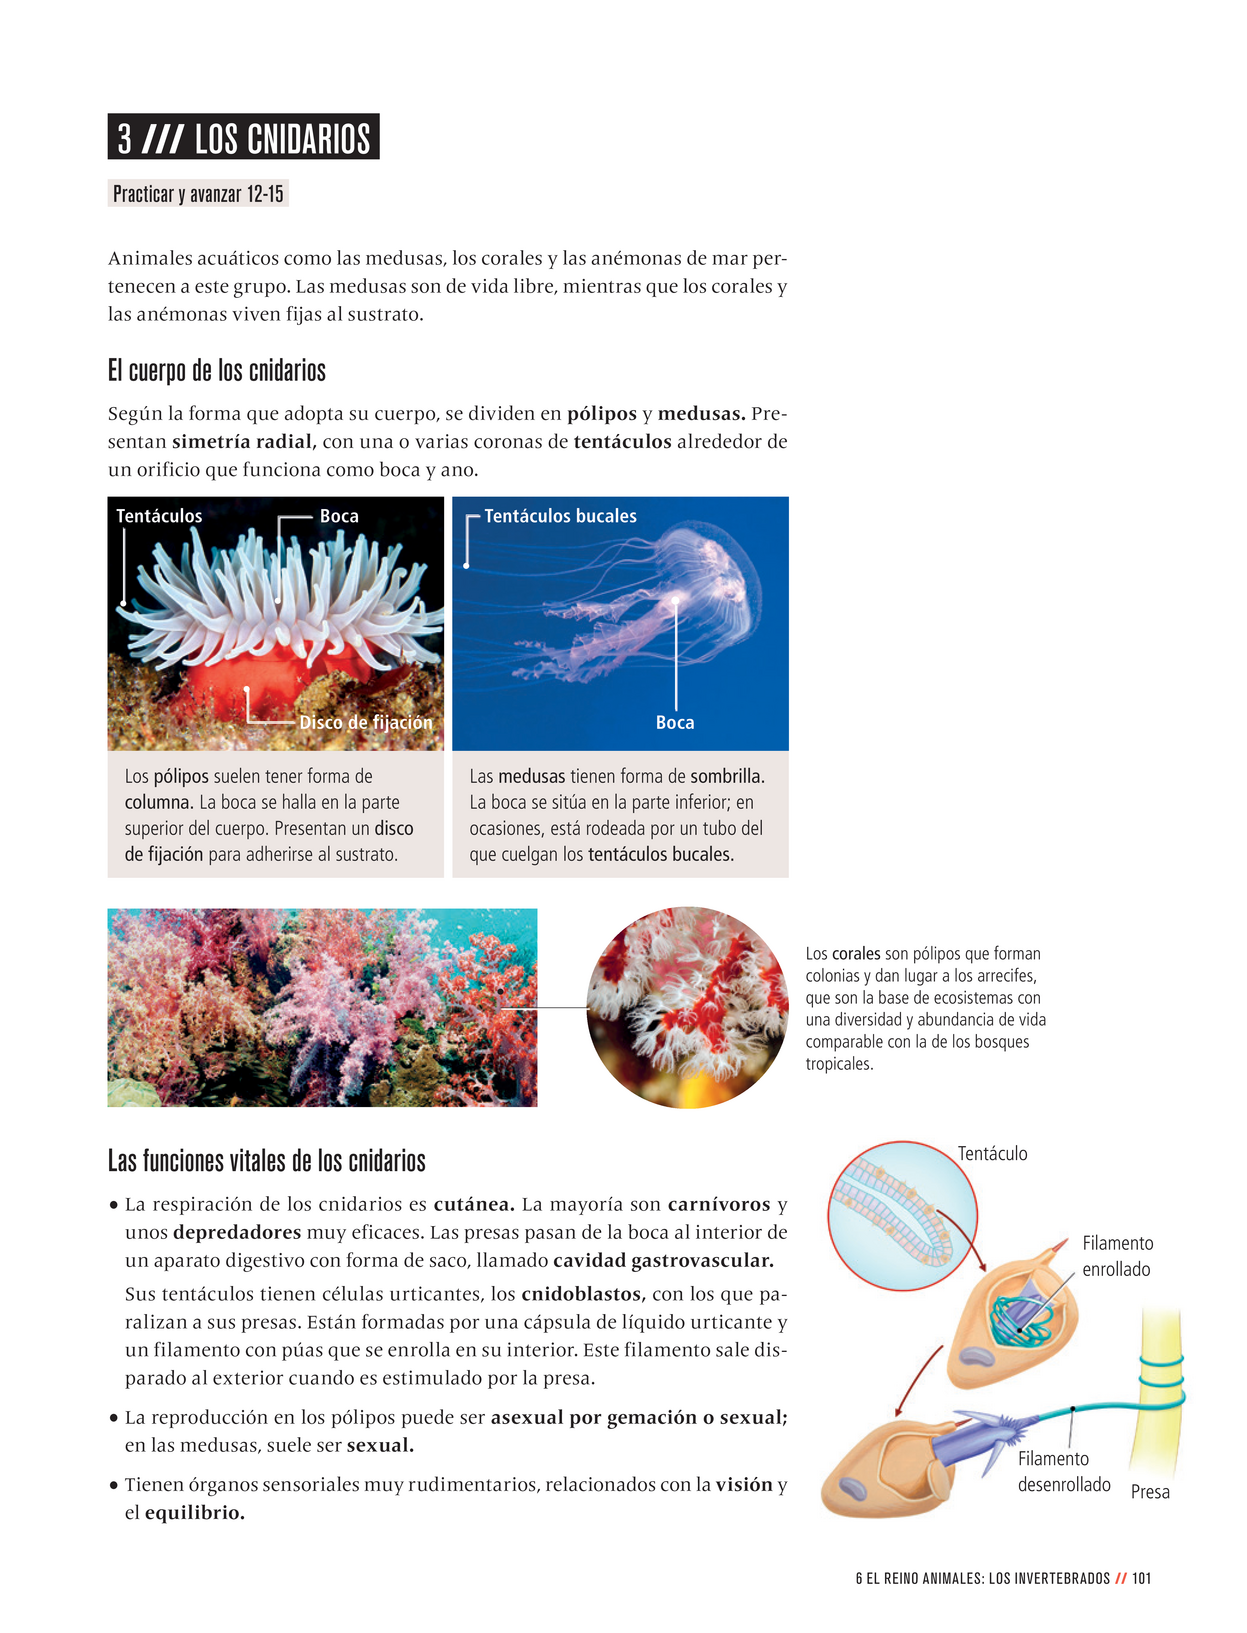 3 /// LOS CNIDARIOS
Practicar y avanzar 12-15
Animales acuáticos como las medusas, los corales y las anémonas de mar per-
tenecen a este grupo. Las medusas son de vida libre, mientras que los corales y
las anémonas viven fijas al sustrato.
El cuerpo de los cnidarios
Según la forma que adopta su cuerpo, se dividen en pólipos y medusas. Pre-
sentan simetría radial, con una o varias coronas de tentáculos alrededor de
un orificio que funciona como boca y ano.
Tentáculos
Boca
Disco de fijación
Tentáculos bucales
Boca
Los pólipos suelen tener forma de
columna. La boca se halla en la parte
superior del cuerpo. Presentan un disco
de fijación para adherirse al sustrato.
Las medusas tienen forma de sombrilla.
La boca se sitúa en la parte inferior; en
ocasiones, está rodeada por un tubo del
que cuelgan los tentáculos bucales.
Los corales son pólipos que forman
colonias y dan lugar a los arrecifes,
que son la base de ecosistemas con
una diversidad y abundancia de vida
comparable con la de los bosques
tropicales.
Las funciones vitales de los cnidarios
• La respiración de los cnidarios es cutánea. La mayoría son carnívoros y
unos depredadores muy eficaces. Las presas pasan de la boca al interior de
un aparato digestivo con forma de saco, llamado cavidad gastrovascular.
Sus tentáculos tienen células urticantes, los cnidoblastos, con los que pa-
ralizan a sus presas. Están formadas por una cápsula de líquido urticante y
un filamento con púas que se enrolla en su interior. Este filamento sale dis-
parado al exterior cuando es estimulado por la presa.
• La reproducción en los pólipos puede ser asexual por gemación o sexual;
en las medusas, suele ser sexual.
• Tienen órganos sensoriales muy rudimentarios, relacionados con la visión y
el equilibrio.
Tentáculo
Filamento
enrollado
Filamento
desenrollado
Presa
6 EL REINO ANIMALES: LOS INVERTEBRADOS // 101